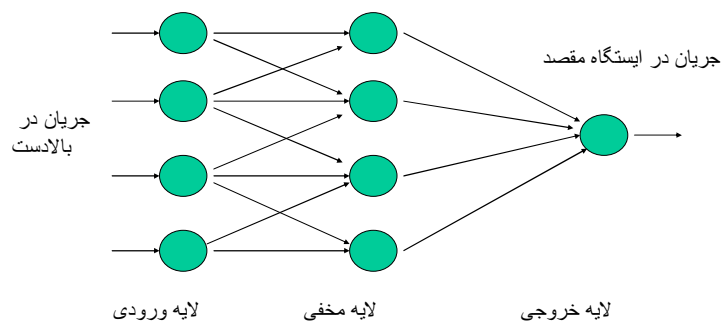 جریان در ایستگاه مقصد
جریان در
بالادست
لایه خروجی
لایه مخفی
لایه ورودی